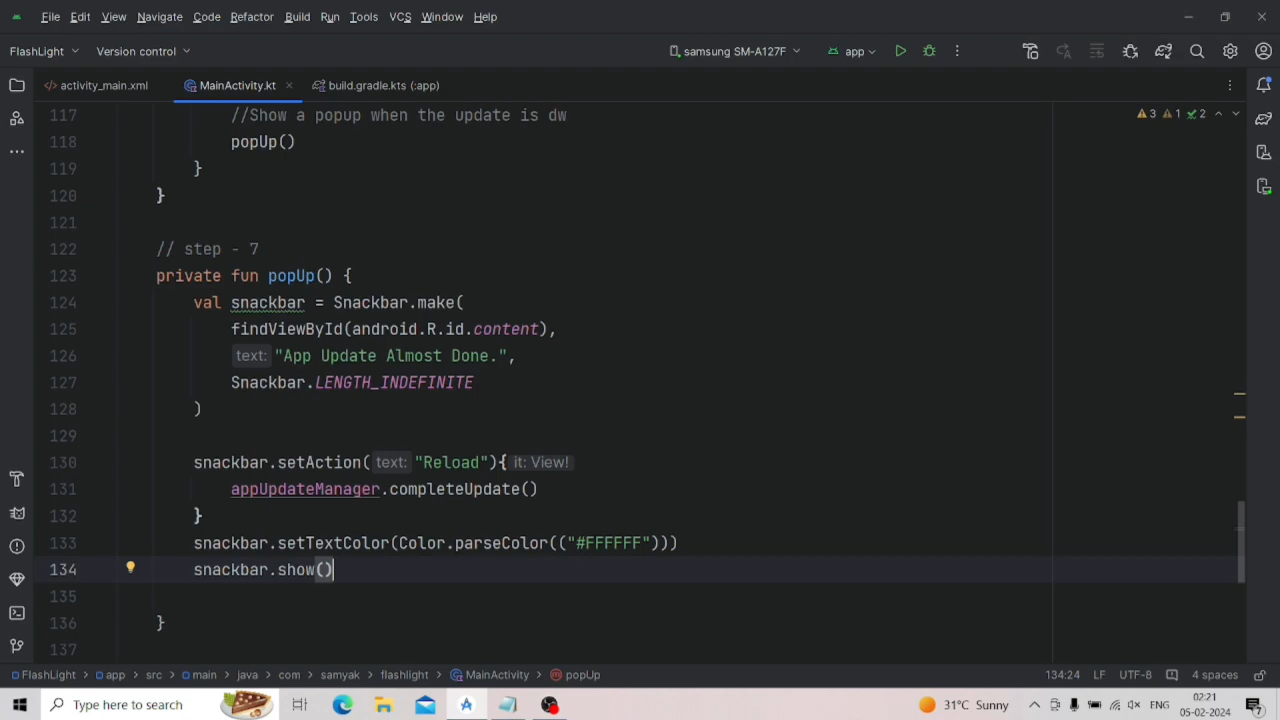 File Edit View Navigate Code Refactor Build Run Tools VCS Window Help
FlashLight Version control samsung SM-A127F app
activity_main.xml MainActivity.kt build.gradle.kts (:app)
117 //Show a popup when the update is dw 3 1 2
118 popUp()
119 }
120 }
121
122 // step - 7
123 private fun popUp() {
124 val snackbar = Snackbar.make(
125 findViewById(android.R.id.content),
126 text: "App Update Almost Done.",
127 Snackbar.LENGTH_INDEFINITE
128 )
129
130 snackbar.setAction( text: "Reload"){ it: View!
131 appUpdateManager.completeUpdate()
132 }
133 snackbar.setTextColor(Color.parseColor(("#FFFFFF")))
134 snackbar.show()
135
136 }
137
FlashLight > app > src > main > java > com > samyak > flashlight > MainActivity > popUp 134:24 LF UTF-8 4 spaces
Type here to search 31°C Sunny ENG 02:21
05-02-2024 7